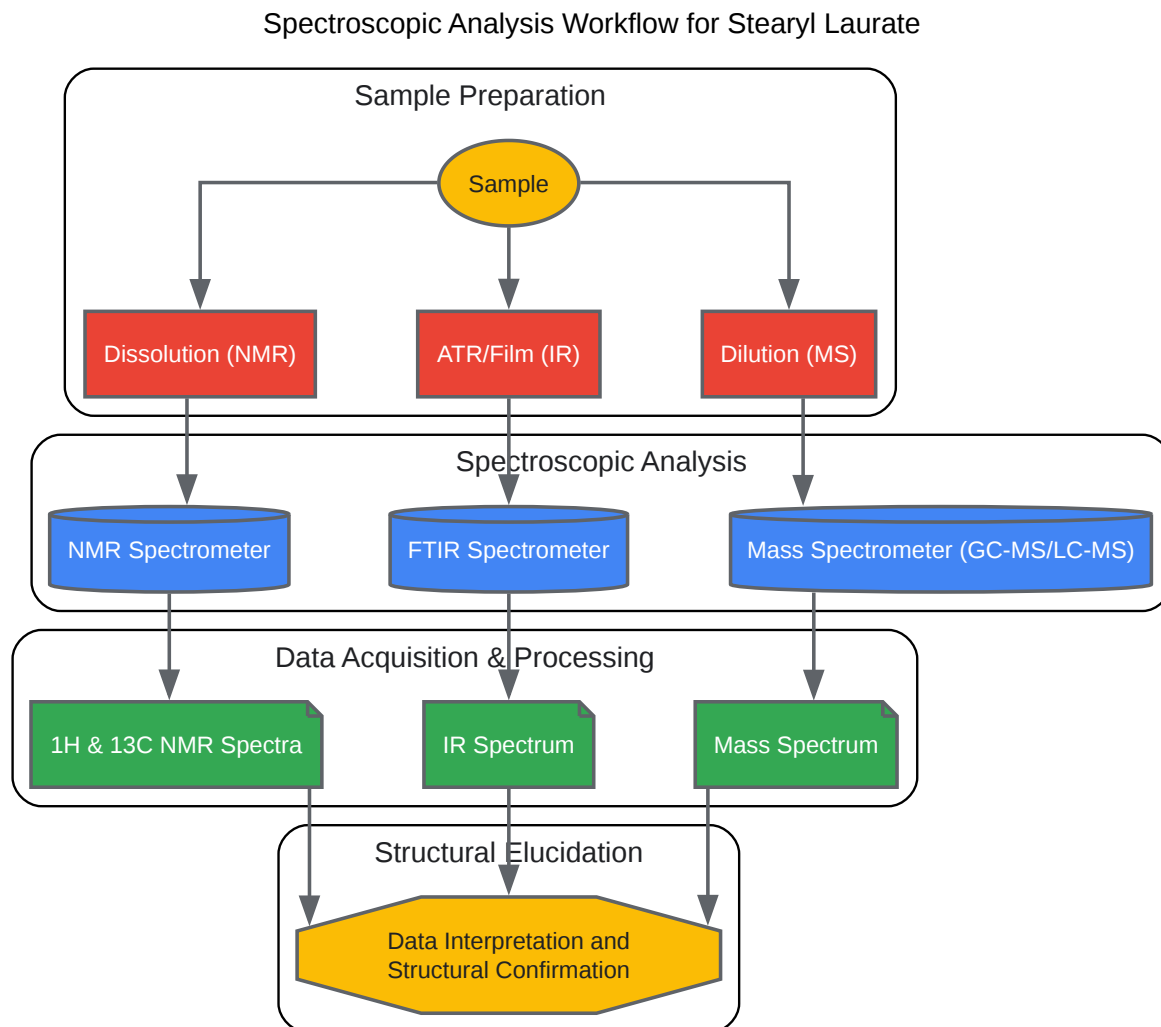 Spectroscopic Analysis Workflow for Stearyl Laurate
Sample Preparation
Sample
Dissolution (NMR)
ATR/Film (IR)
Dilution (MS)
Spectroscopic Analysis
NMR Spectrometer
FTIR Spectrometer
Mass Spectrometer (GC-MS/LC-MS)
Data Acquisition & Processing
1H & 13C NMR Spectra
IR Spectrum
Mass Spectrum
Structural Elucidation
Data Interpretation and
Structural Confirmation